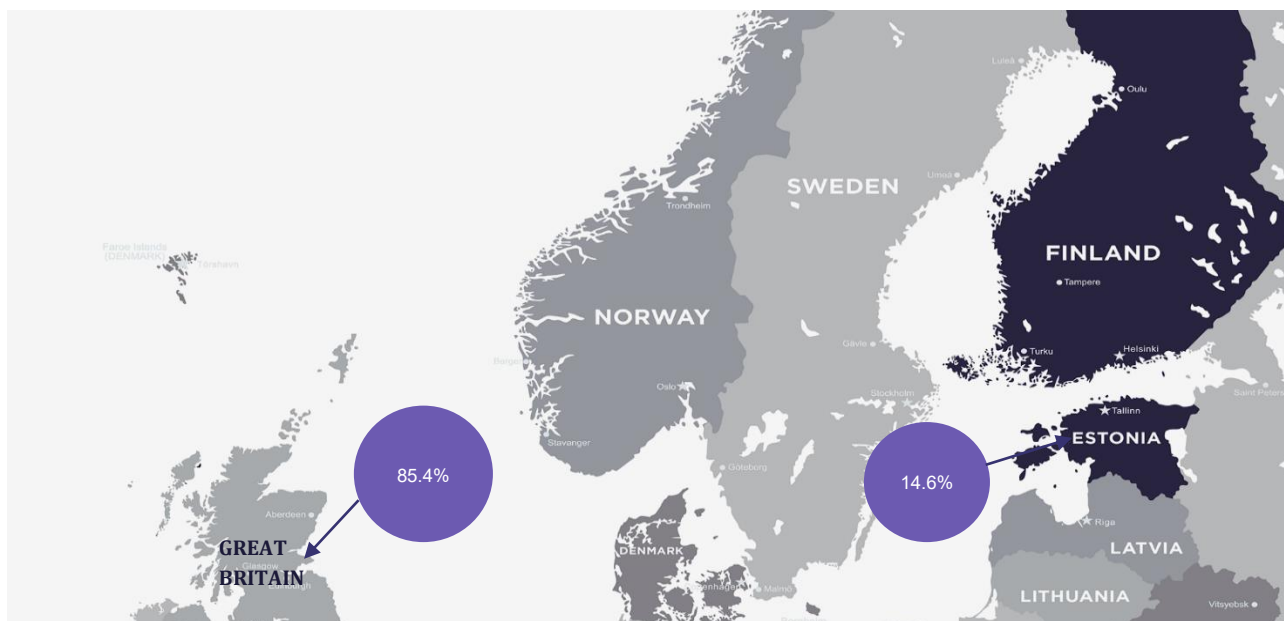 Luleå
Oulu
Umeå
SWEDEN
Trondheim
Faroe Islands
(DENMARK)
Tórshavn
FINLAND
Tampere
NORWAY
Bergen
Gävle
Turku
Helsinki
Oslo
Stockholm
Saint Peters
Tallinn
ESTONIA
Stavanger
85.4%
Göteborg
14.6%
Aberdeen
Riga
GREAT
BRITAIN
Glasgow
Edinburgh
DENMARK
LATVIA
Malmö
LITHUANIA
Vitsyebsk